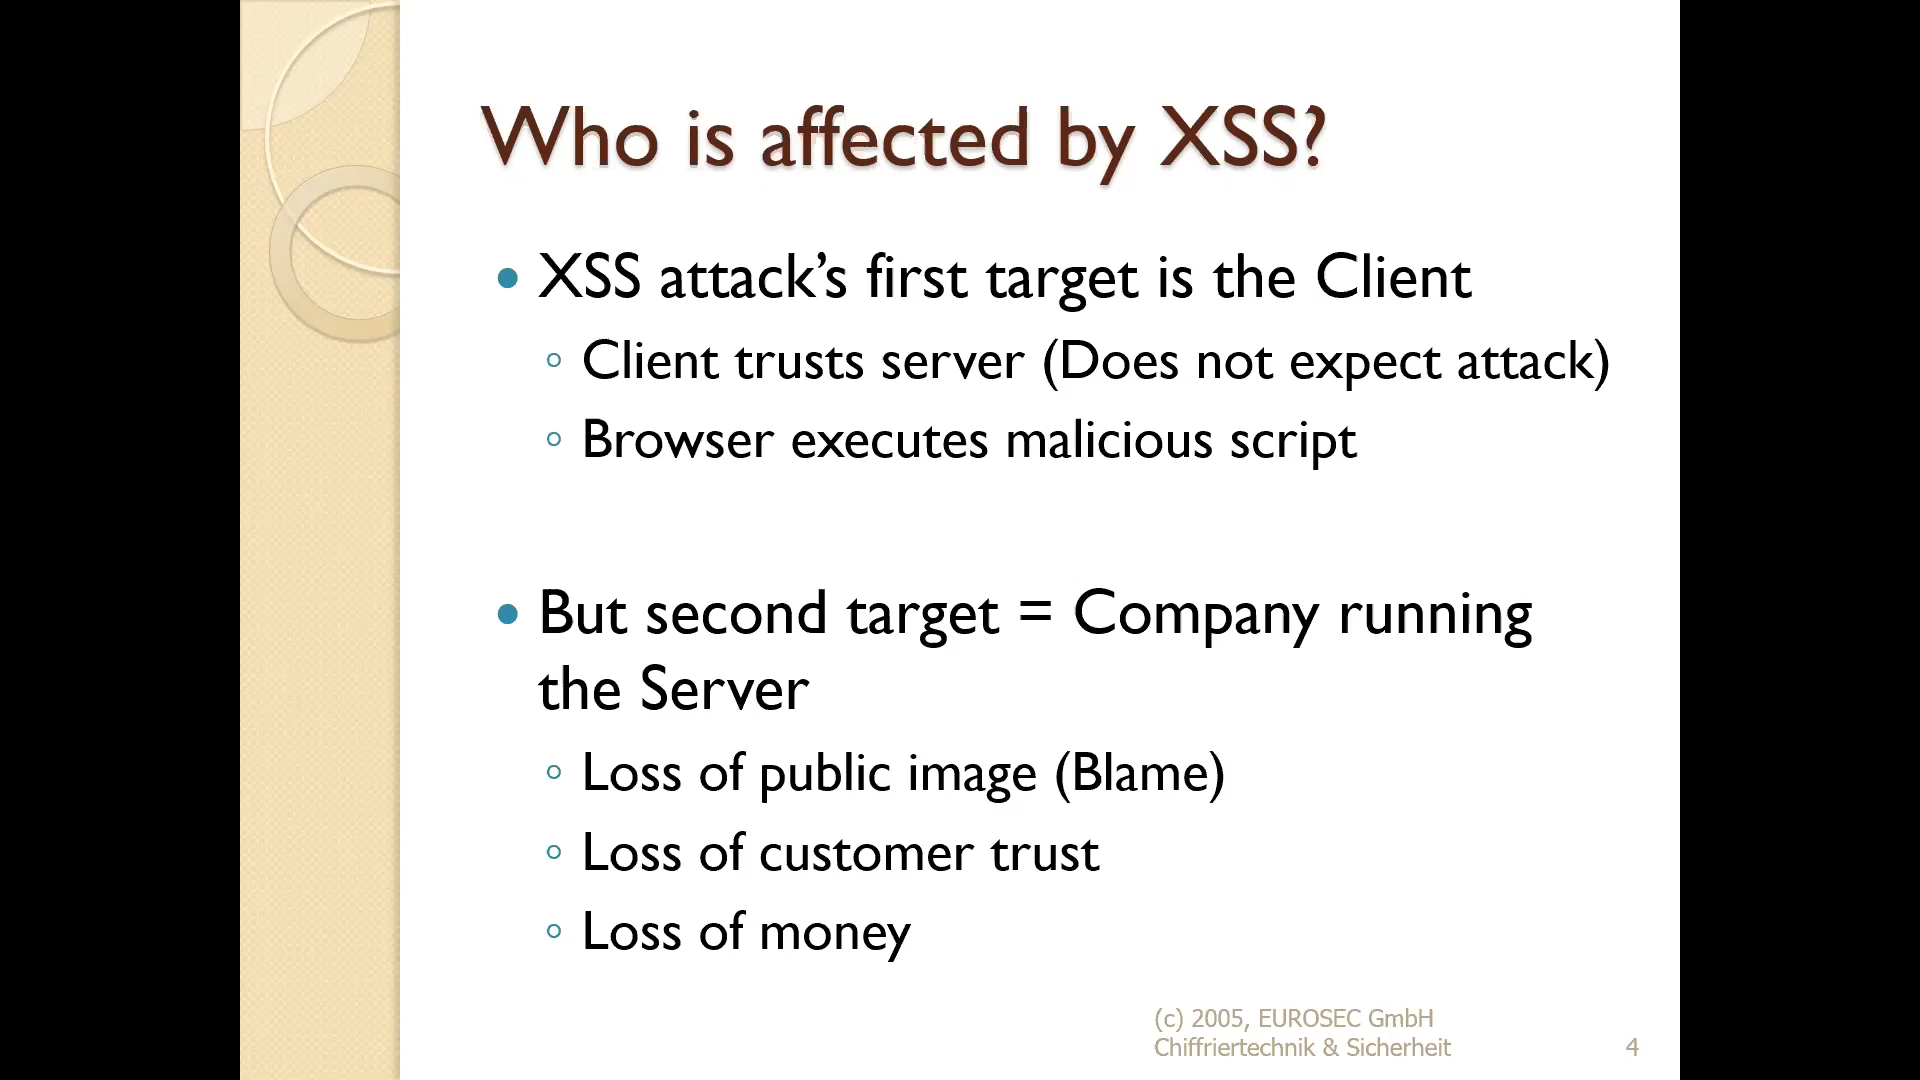 Who is affected by XSS?
• XSS attack’s first target is the Client
◦ Client trusts server (Does not expect attack)
◦ Browser executes malicious script
• But second target = Company running
the Server
◦ Loss of public image (Blame)
◦ Loss of customer trust
◦ Loss of money
(c) 2005, EUROSEC GmbH
Chiffriertechnik & Sicherheit
4